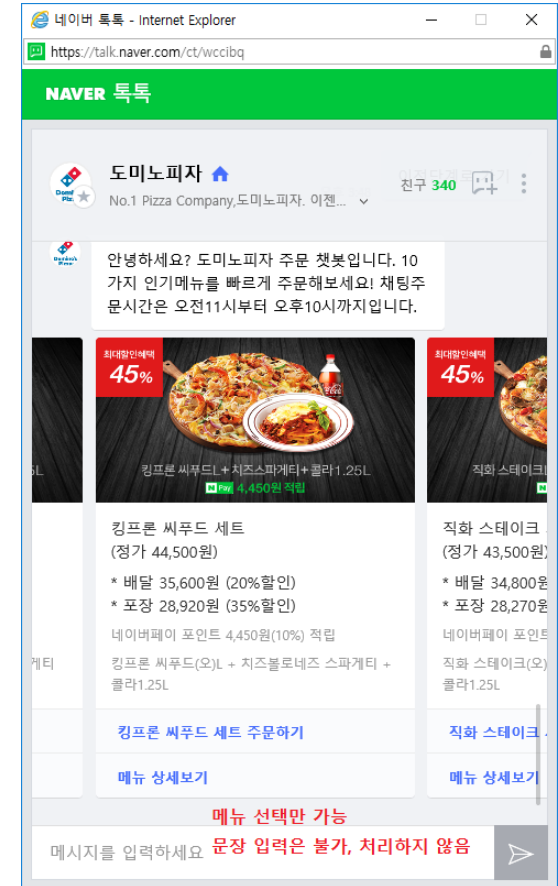 네이버 톡톡 - Internet Explorer
https://talk.naver.com/ct/wccibq
NAVER 톡톡
도미노피자
친구 340
No.1 Pizza Company,도미노피자. 이젠...
안녕하세요? 도미노피자 주문 챗봇입니다. 10
가지 인기메뉴를 빠르게 주문해보세요! 채팅주
문시간은 오전11시부터 오후10시까지입니다.
최대할인혜택
45%
킹프론 씨푸드L+치즈스파게티+콜라1.25L
N Pay 4,450원 적립
킹프론 씨푸드 세트
(정가 44,500원)
* 배달 35,600원 (20%할인)
* 포장 28,920원 (35%할인)
네이버페이 포인트 4,450원(10%) 적립
킹프론 씨푸드(오)L + 치즈볼로네즈 스파게티 +
콜라1.25L
킹프론 씨푸드 세트 주문하기
메뉴 상세보기
최대할인혜택
45%
직화 스테이크
직화 스테이크
(정가 43,500원)
* 배달 34,800원
* 포장 28,270원
네이버페이 포인트
직화 스테이크(오)
콜라1.25L
직화 스테이크
메뉴 상세보기
게티
메뉴 선택만 가능
메시지를 입력하세요
문장 입력은 불가, 처리하지 않음